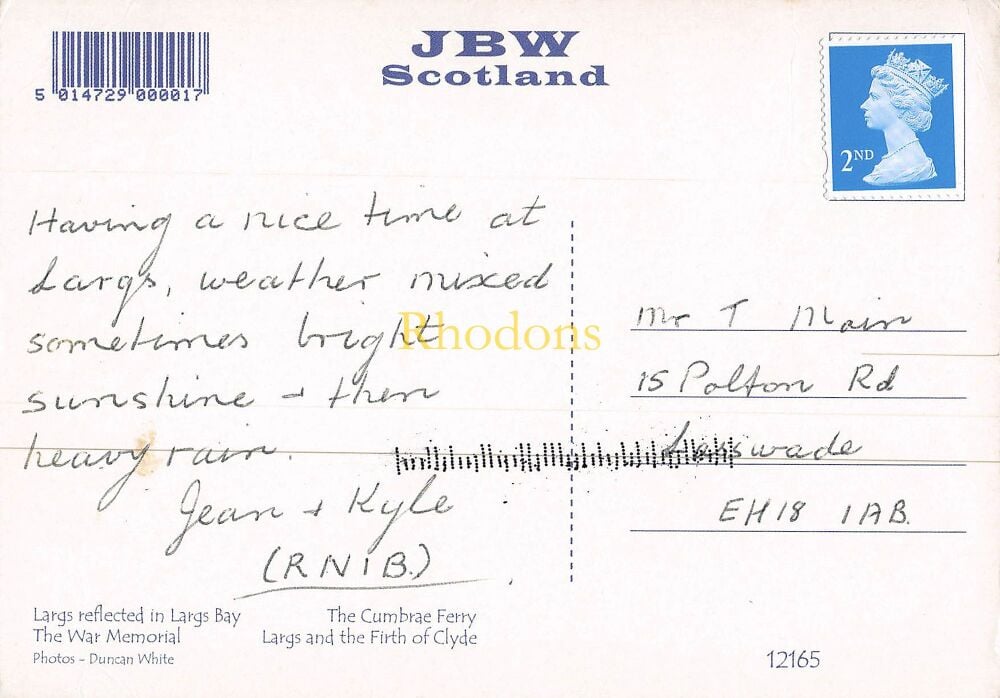 JBW
Scotland
5 014729 000017
2ND
Having a nice time at
Largs, weather mixed
sometimes bright
sunshine + then
heavy rain.
Jean + Kyle
(RNIB.)
Rhodons
Mr T Main
15 Polton Rd
Lasswade
EH18 1AB.
Largs reflected in Largs Bay
The War Memorial
Photos - Duncan White
The Cumbrae Ferry
Largs and the Firth of Clyde
12165